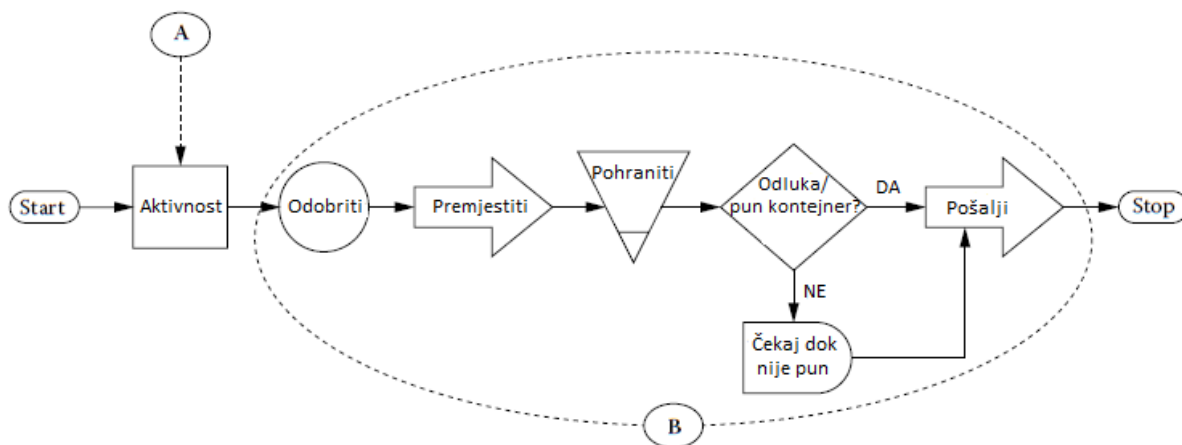 A
Start
Aktivnost
Odobriti
Premjestiti
Pohraniti
Odluka/
pun kontejner?
DA
Pošalji
Stop
NE
Čekaj dok
nije pun
B